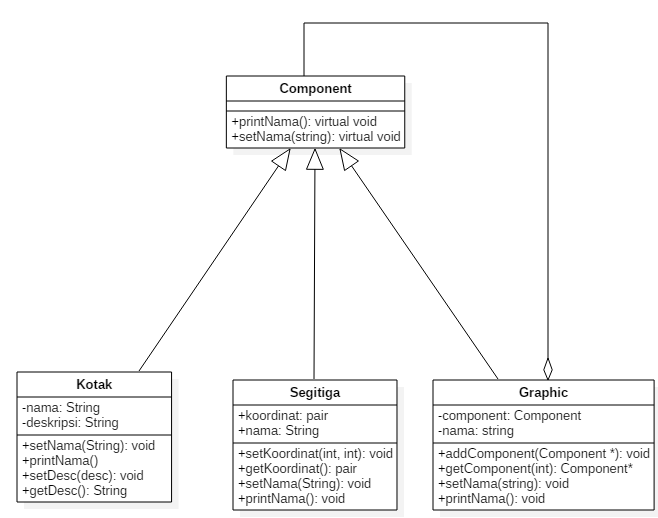 Component
+printNama(): virtual void
+setNama(string): virtual void
Kotak
-nama: String
-deskripsi: String
+setNama(String): void
+printNama()
+setDesc(desc): void
+getDesc(): String
Segitiga
+koordinat: pair
+nama: String
+setKoordinat(int, int): void
+getKoordinat(): pair
+setNama(String): void
+printNama(): void
Graphic
-component: Component
-nama: string
+addComponent(Component *): void
+getComponent(int): Component*
+setNama(string): void
+printNama(): void